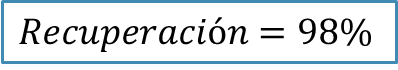 Recuperación = 98%